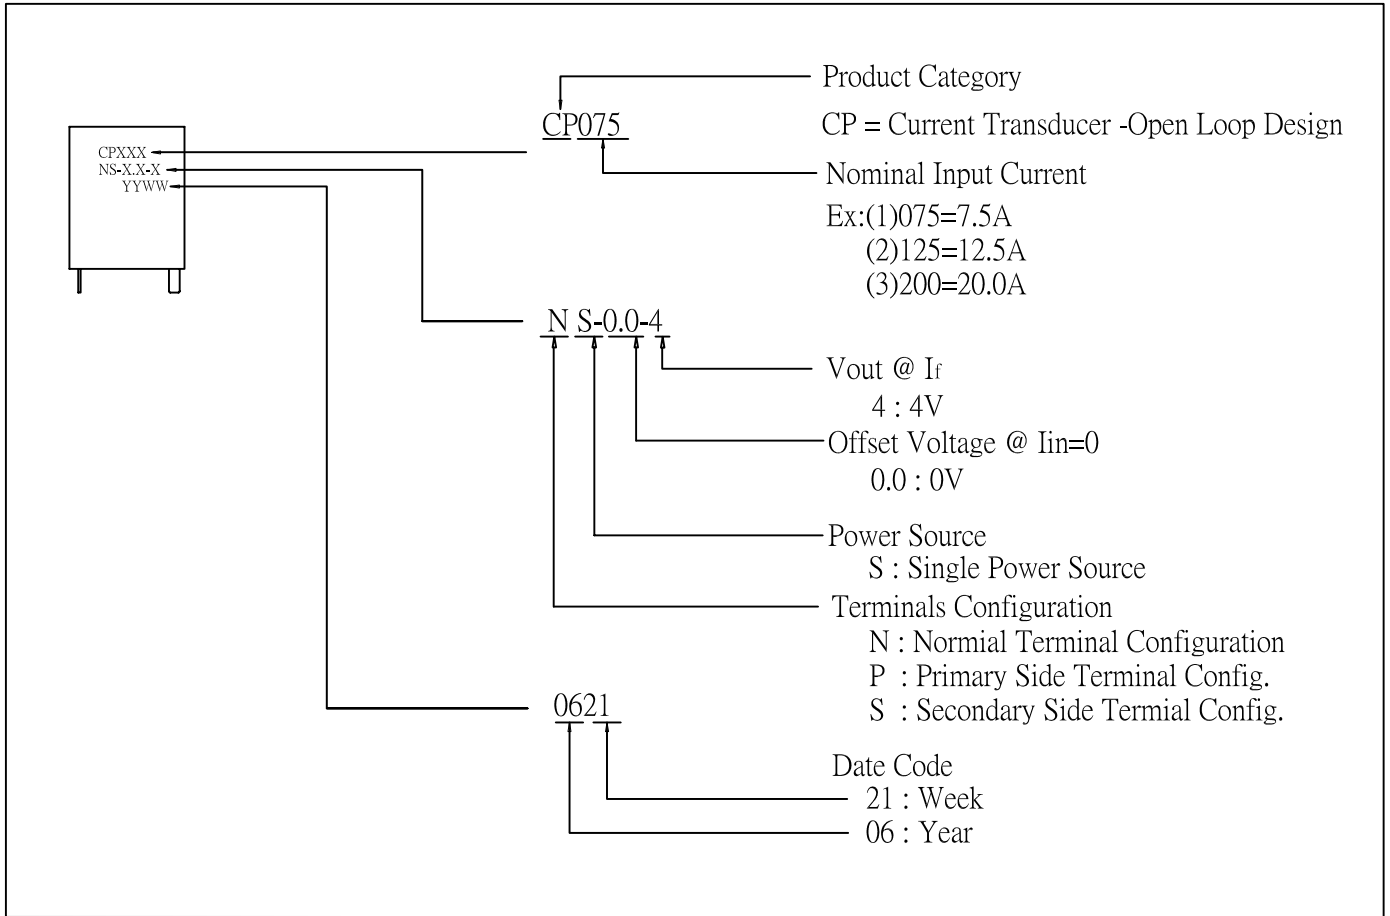 Product Category
CP075
CP = Current Transducer -Open Loop Design
CPXXX
NS-X.X-X
YYWW
Nominal Input Current
Ex:(1)075=7.5A
(2)125=12.5A
(3)200=20.0A
N S-0.0-4
Vout @ If
4 : 4V
Offset Voltage @ Iin=0
0.0 : 0V
Power Source
S : Single Power Source
Terminals Configuration
N : Normial Terminal Configuration
P : Primary Side Terminal Config.
S : Secondary Side Termial Config.
0621
Date Code
21 : Week
06 : Year